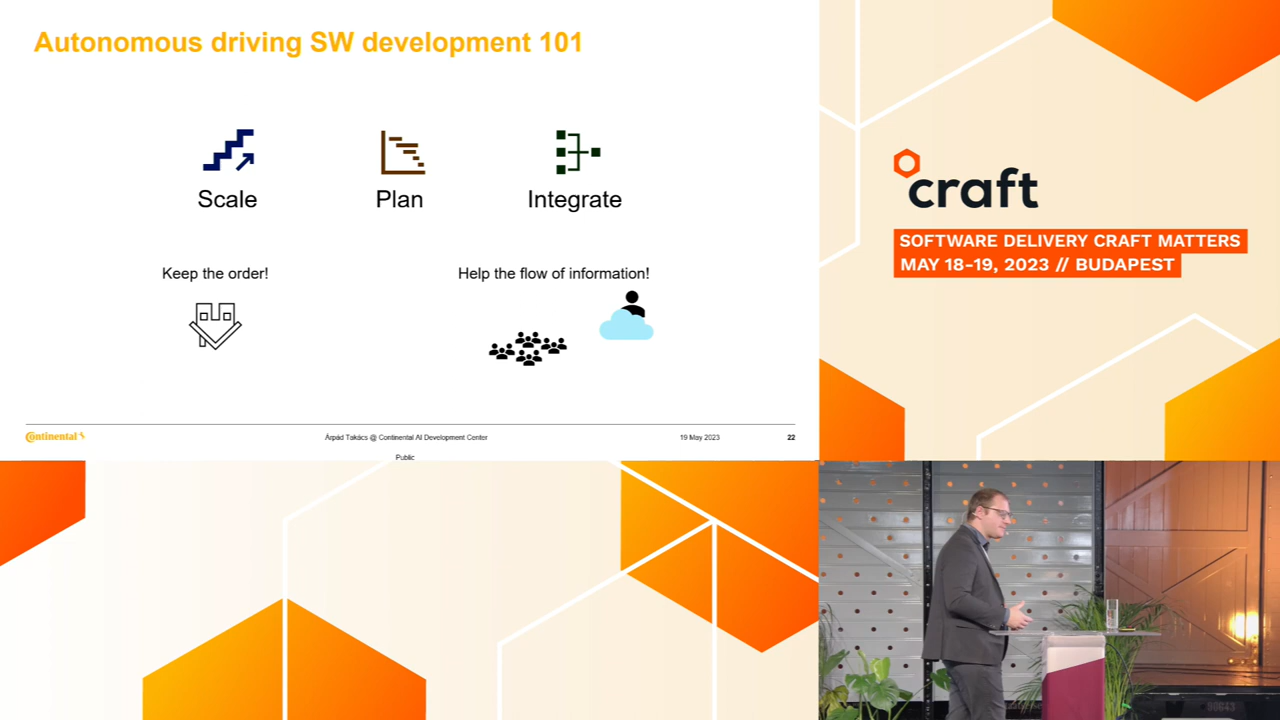 Autonomous driving SW development 101
Scale
Plan
Integrate
Keep the order!
Help the flow of information!
Continental
Árpád Takács @ Continental AI Development Center
19 May 2023
22
Public
craft
SOFTWARE DELIVERY CRAFT MATTERS
MAY 18-19, 2023 // BUDAPEST